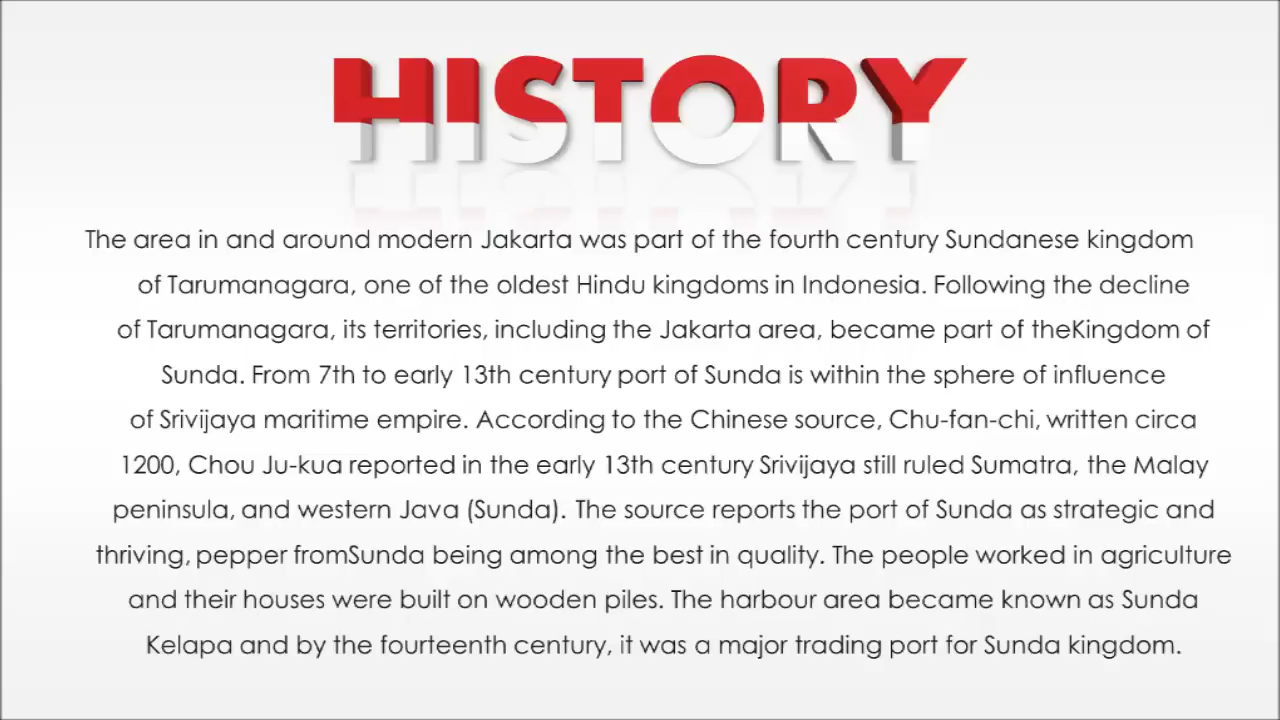 HISTORY
The area in and around modern Jakarta was part of the fourth century Sundanese kingdom
of Tarumanagara, one of the oldest Hindu kingdoms in Indonesia. Following the decline
of Tarumanagara, its territories, including the Jakarta area, became part of theKingdom of
Sunda. From 7th to early 13th century port of Sunda is within the sphere of influence
of Srivijaya maritime empire. According to the Chinese source, Chu-fan-chi, written circa
1200, Chou Ju-kua reported in the early 13th century Srivijaya still ruled Sumatra, the Malay
peninsula, and western Java (Sunda). The source reports the port of Sunda as strategic and
thriving, pepper fromSunda being among the best in quality. The people worked in agriculture
and their houses were built on wooden piles. The harbour area became known as Sunda
Kelapa and by the fourteenth century, it was a major trading port for Sunda kingdom.